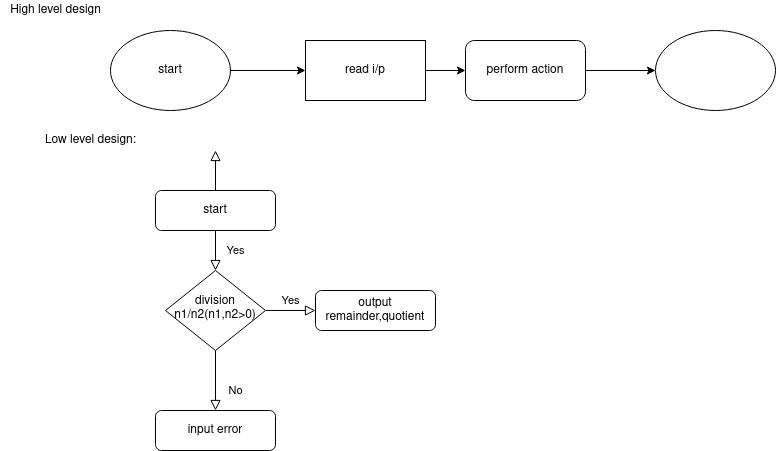 High level design
start
read i/p
perform action
Low level design:
start
Yes
division
n1/n2(n1,n2>0)
Yes
output
remainder,quotient
No
input error